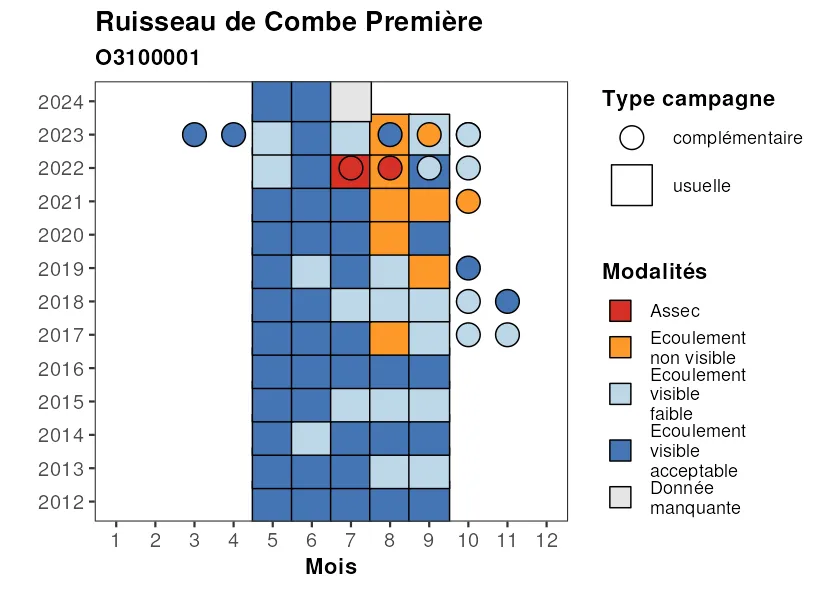 Ruisseau de Combe Première
O3100001
2024
2023
2022
2021
2020
2019
2018
2017
2016
2015
2014
2013
2012
1 2 3 4 5 6 7 8 9 10 11 12
Mois
Type campagne
complémentaire
usuelle
Modalités
Assec
Ecoulement
non visible
Ecoulement
visible
faible
Ecoulement
visible
acceptable
Donnée
manquante